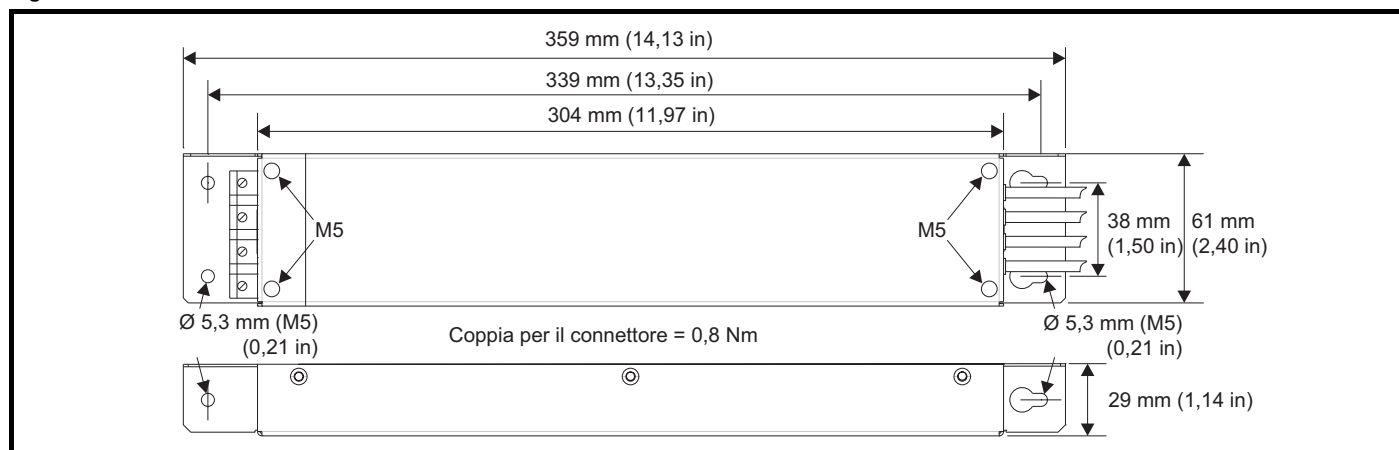 359 mm (14,13 in)
339 mm (13,35 in)
304 mm (11,97 in)
M5
M5
38 mm
(1,50 in)
61 mm
(2,40 in)
Ø 5,3 mm (M5)
(0,21 in)
Coppia per il connettore = 0,8 Nm
Ø 5,3 mm (M5)
(0,21 in)
29 mm (1,14 in)